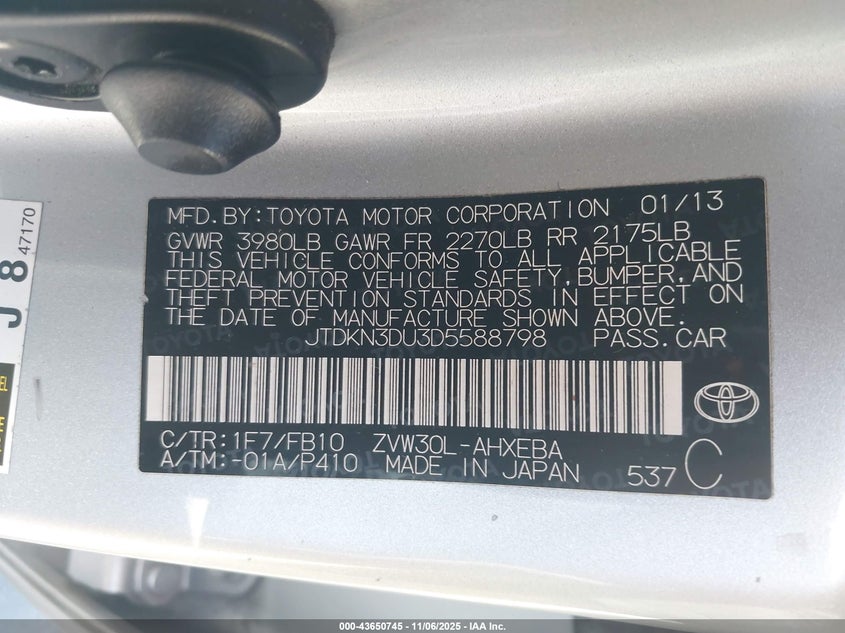 MFD. BY: TOYOTA MOTOR CORPORATION 01/13
GVWR 3980LB GAWR FR 2270LB RR 2175LB
THIS VEHICLE CONFORMS TO ALL APPLICABLE
FEDERAL MOTOR VEHICLE SAFETY, BUMPER, AND
THEFT PREVENTION STANDARDS IN EFFECT ON
THE DATE OF MANUFACTURE SHOWN ABOVE.
JTDKN3DU3D5588798 PASS.CAR
C/TR: 1F7/FB10 ZVW30L-AHXEBA
A/TM: -01A/P410 MADE IN JAPAN 537 C
J 8 47170
000-43650745 - 11/06/2025 - IAA Inc.